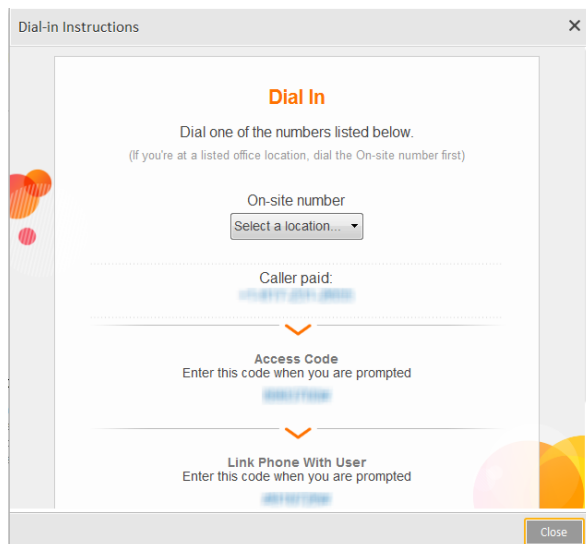 Dial-in Instructions
Dial In
Dial one of the numbers listed below.
(If you're at a listed office location, dial the On-site number first)
On-site number
Select a location...
Caller paid:
Access Code
Enter this code when you are prompted
Link Phone With User
Enter this code when you are prompted
Close